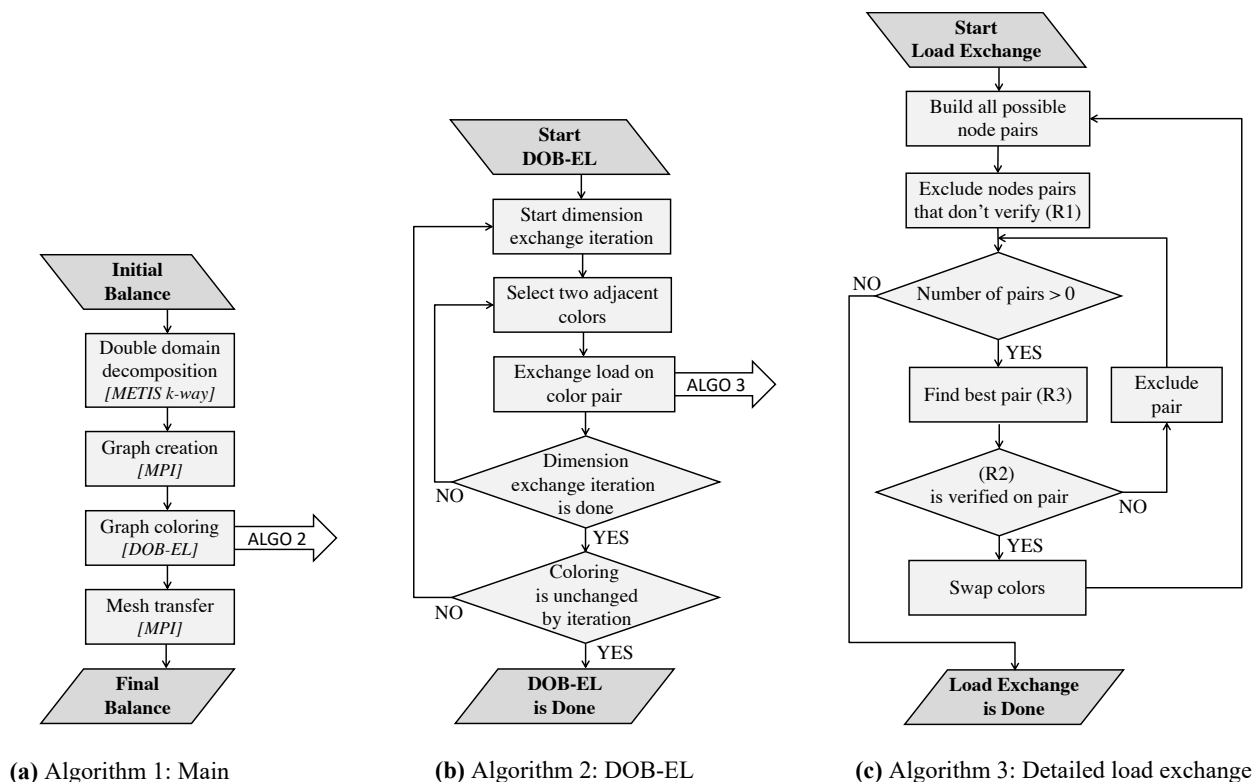 Initial
Balance
Double domain
decomposition
[METIS k-way]
Graph creation
[MPI]
Graph coloring
[DOB-EL]
ALGO 2
Mesh transfer
[MPI]
Final
Balance
(a) Algorithm 1: Main
Start
DOB-EL
Start dimension
exchange iteration
Select two adjacent
colors
Exchange load on
color pair
ALGO 3
Dimension
exchange iteration
is done
NO
YES
Coloring
is unchanged
by iteration
NO
YES
DOB-EL
is Done
(b) Algorithm 2: DOB-EL
Start
Load Exchange
Build all possible
node pairs
Exclude nodes pairs
that don't verify (R1)
NO
Number of pairs > 0
YES
Find best pair (R3)
Exclude
pair
(R2)
is verified on pair
NO
YES
Swap colors
Load Exchange
is Done
(c) Algorithm 3: Detailed load exchange